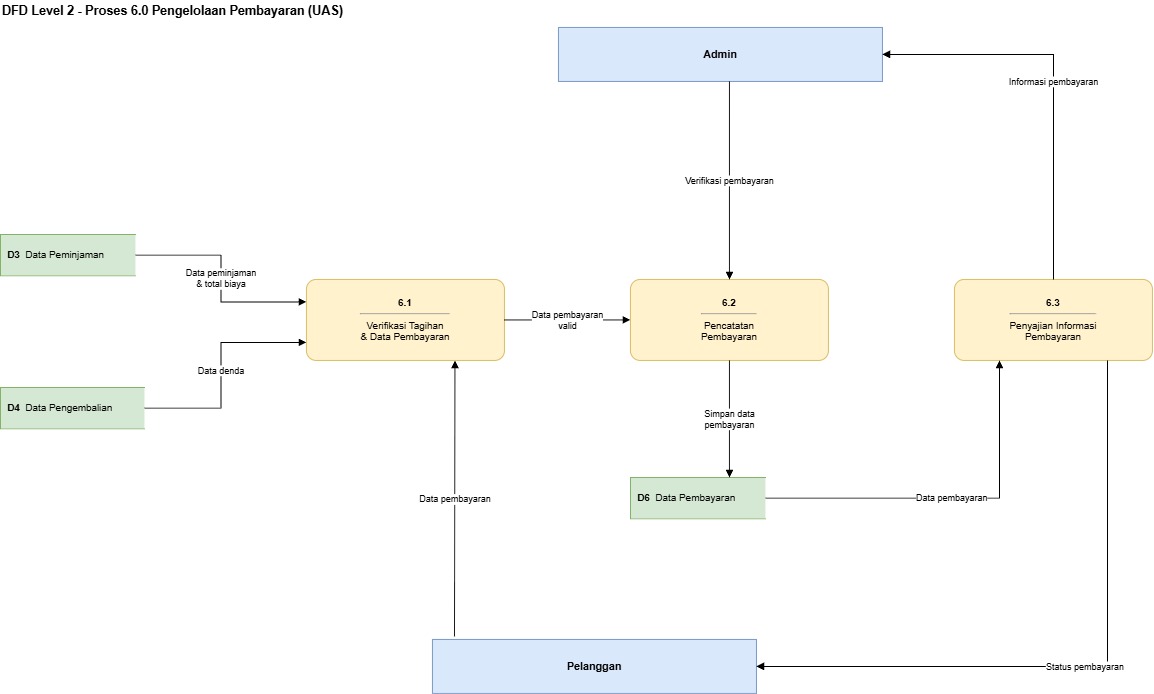 DFD Level 2 - Proses 6.0 Pengelolaan Pembayaran (UAS)
Admin
Informasi pembayaran
Verifikasi pembayaran
D3 Data Peminjaman
Data peminjaman
& total biaya
6.1
Verifikasi Tagihan
& Data Pembayaran
Data pembayaran
valid
6.2
Pencatatan
Pembayaran
6.3
Penyajian Informasi
Pembayaran
Data denda
D4 Data Pengembalian
Simpan data
pembayaran
Data pembayaran
D6 Data Pembayaran
Data pembayaran
Pelanggan
Status pembayaran